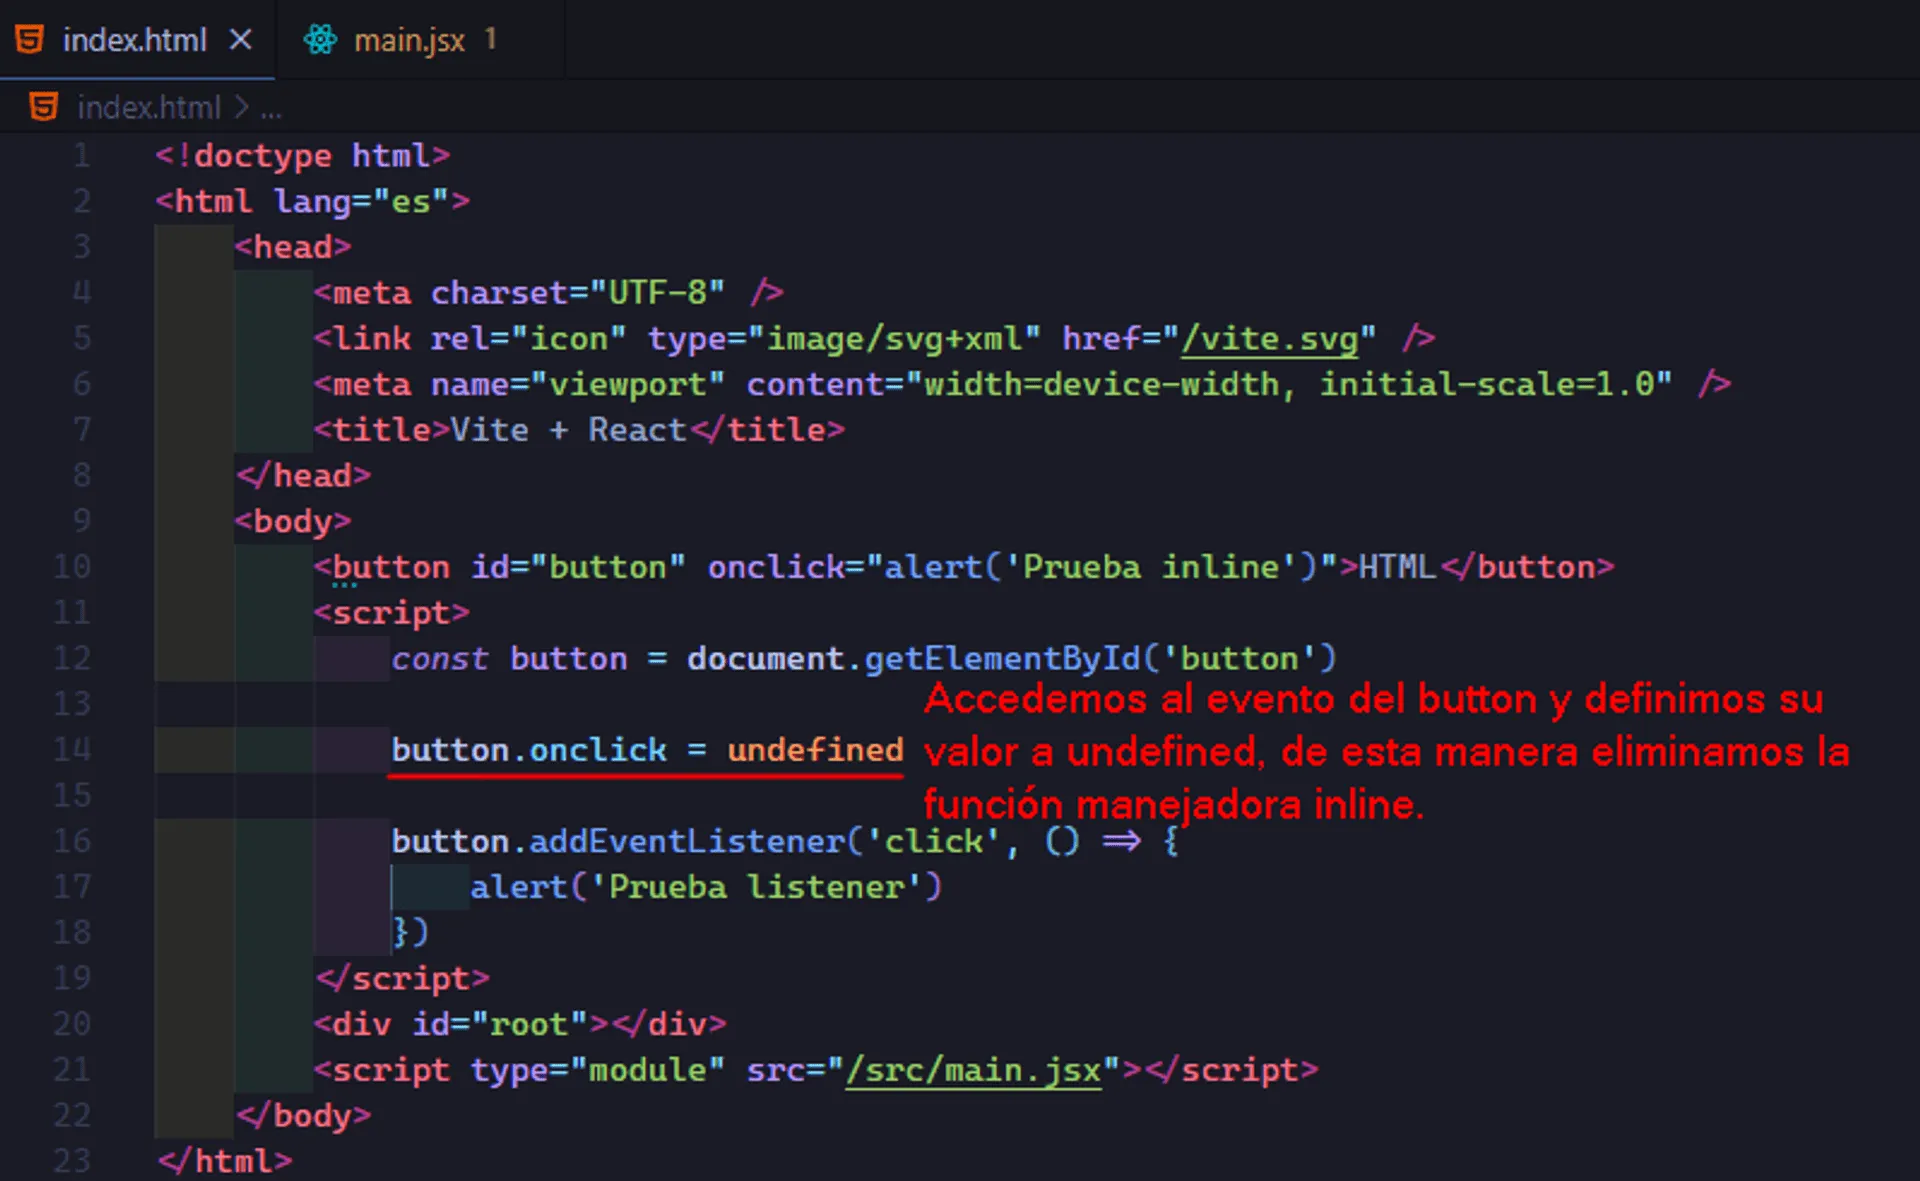 index.html ×
main.jsx 1
index.html > ...
1 <!doctype html>
2 <html lang="es">
3 <head>
4 <meta charset="UTF-8" />
5 <link rel="icon" type="image/svg+xml" href="/vite.svg" />
6 <meta name="viewport" content="width=device-width, initial-scale=1.0" />
7 <title>Vite + React</title>
8 </head>
9 <body>
10 <button id="button" onclick="alert('Prueba inline')">HTML</button>
11 <script>
12 const button = document.getElementById('button')
13
14 button.onclick = undefined
Accedemos al evento del button y definimos su
valor a undefined, de esta manera eliminamos la
función manejadora inline.
15
16 button.addEventListener('click', () => {
17 alert('Prueba listener')
18 })
19 </script>
20 <div id="root"></div>
21 <script type="module" src="/src/main.jsx"></script>
22 </body>
23 </html>